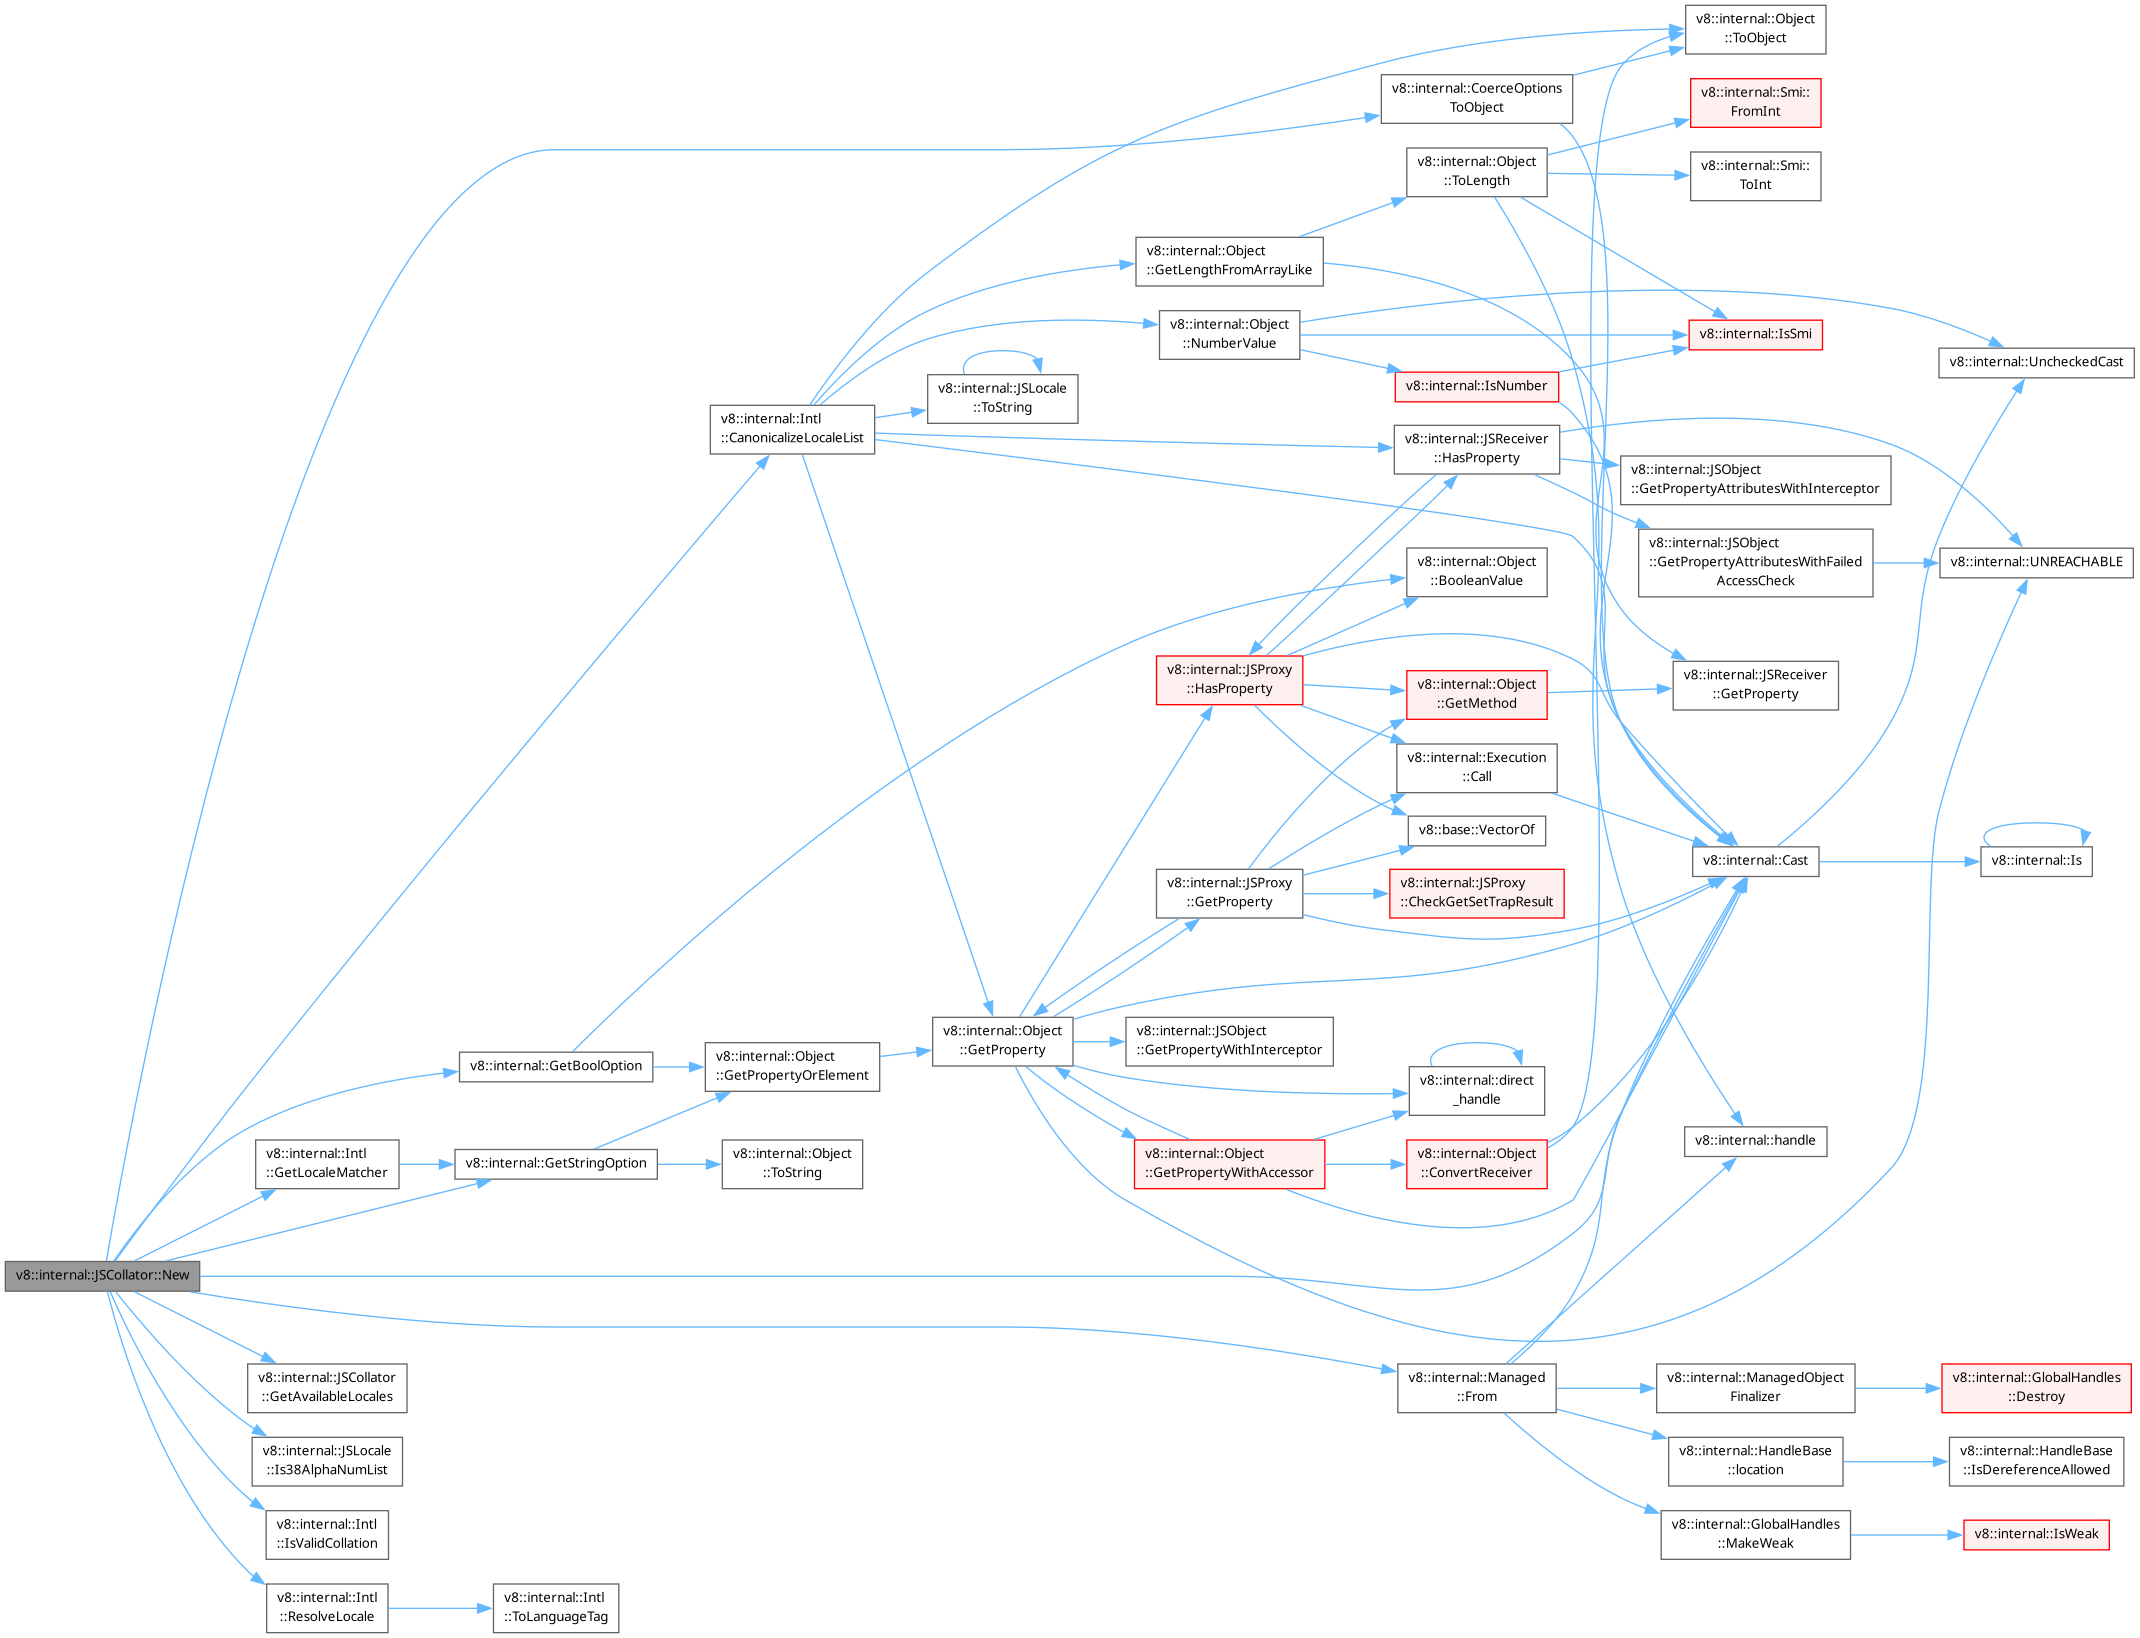 v8::internal::JSCollator::New
v8::internal::Intl
::CanonicalizeLocaleList
v8::internal::GetBoolOption
v8::internal::Intl
::GetLocaleMatcher
v8::internal::GetStringOption
v8::internal::JSCollator
::GetAvailableLocales
v8::internal::JSLocale
::Is38AlphaNumList
v8::internal::Intl
::IsValidCollation
v8::internal::Intl
::ResolveLocale
v8::internal::Intl
::ToLanguageTag
v8::internal::Object
::GetPropertyOrElement
v8::internal::Object
::ToString
v8::internal::JSLocale
::ToString
v8::internal::Object
::GetProperty
v8::internal::Object
::GetLengthFromArrayLike
v8::internal::Object
::NumberValue
v8::internal::JSProxy
::HasProperty
v8::internal::JSProxy
::GetProperty
v8::internal::JSObject
::GetPropertyWithInterceptor
v8::internal::Object
::GetPropertyWithAccessor
v8::internal::CoerceOptions
ToObject
v8::internal::Object
::ToLength
v8::internal::IsNumber
v8::internal::JSReceiver
::HasProperty
v8::internal::Object
::BooleanValue
v8::internal::Object
::GetMethod
v8::internal::Execution
::Call
v8::base::VectorOf
v8::internal::JSProxy
::CheckGetSetTrapResult
v8::internal::direct
_handle
v8::internal::Object
::ConvertReceiver
v8::internal::Managed
::From
v8::internal::Object
::ToObject
v8::internal::Smi::
FromInt
v8::internal::Smi::
ToInt
v8::internal::IsSmi
v8::internal::JSObject
::GetPropertyAttributesWithInterceptor
v8::internal::JSObject
::GetPropertyAttributesWithFailed
AccessCheck
v8::internal::JSReceiver
::GetProperty
v8::internal::Cast
v8::internal::handle
v8::internal::ManagedObject
Finalizer
v8::internal::HandleBase
::location
v8::internal::GlobalHandles
::MakeWeak
v8::internal::UncheckedCast
v8::internal::UNREACHABLE
v8::internal::Is
v8::internal::GlobalHandles
::Destroy
v8::internal::HandleBase
::IsDereferenceAllowed
v8::internal::IsWeak